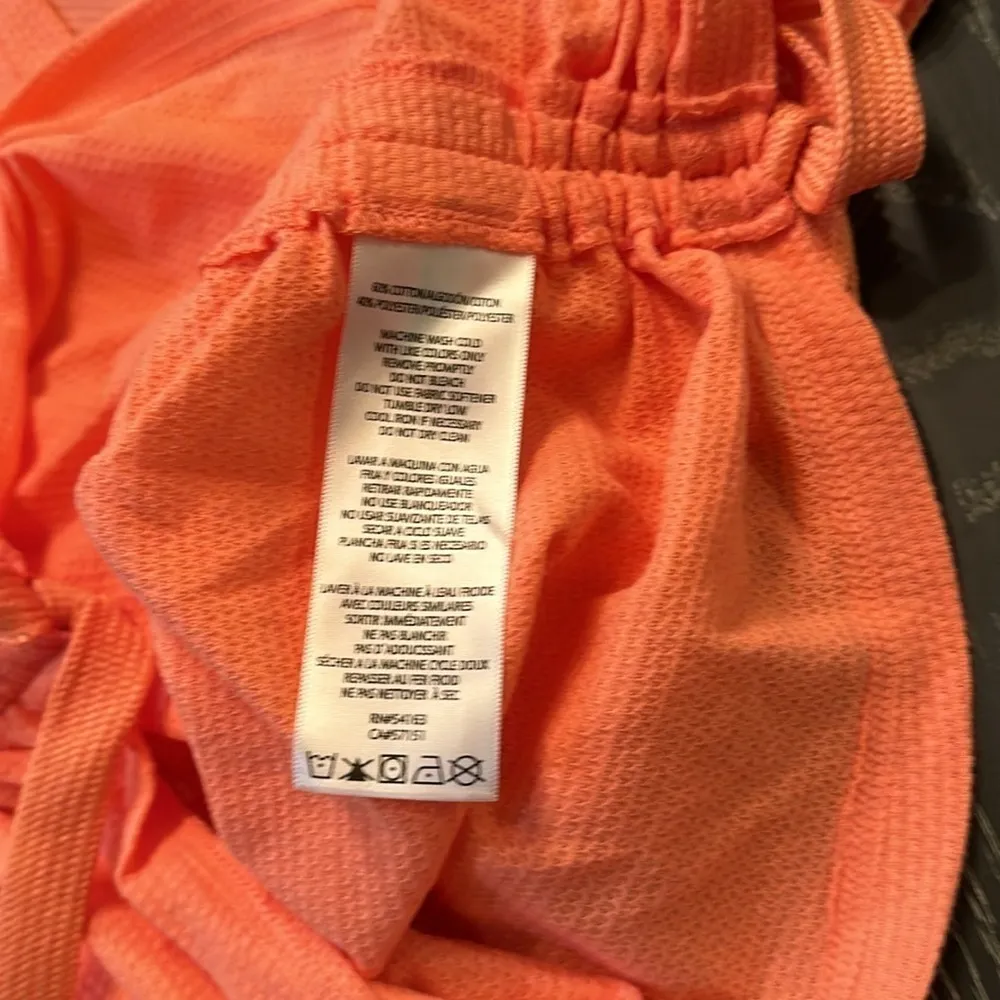 60% COTTON/ALGODÓN/COTON
40% POLYESTER/POLIÉSTER/POLYESTER
MACHINE WASH COLD
WITH LIKE COLORS ONLY
REMOVE PROMPTLY
DO NOT BLEACH
DO NOT USE FABRIC SOFTENER
TUMBLE DRY LOW
COOL IRON IF NECESSARY
DO NOT DRY CLEAN
LAVAR A MAQUINA CON AGUA
FRIA Y COLORES IGUALES
RETIRAR RAPIDAMENTE
NO USE BLANQUEADOR
NO USAR SUAVIZANTE DE TELAS
SECAR A CICLO SUAVE
PLANCHA FRIA SI ES NECESARIO
NO LAVE EN SECO
LAVER À LA MACHINE À L'EAU FROIDE
AVEC COULEURS SIMILAIRES
SORTIR IMMÉDIATEMENT
NE PAS BLANCHIR
PAS D'ADOUCISSANT
SÉCHER A LA MACHINE CYCLE DOUX
REPASSER AU FER FROID
NE PAS NETTOYER À SEC
RN#54163
CA#57151